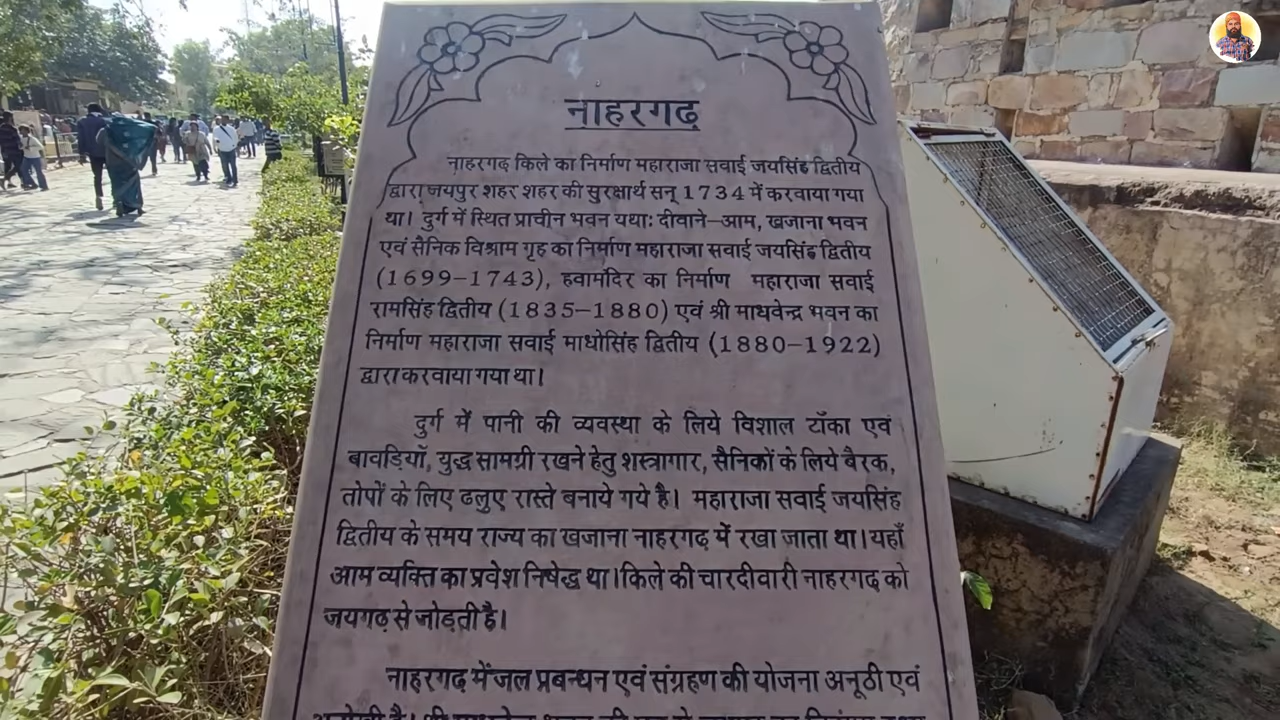 नाहरगढ़
नाहरगढ़ किले का निर्माण महाराजा सवाई जयसिंह द्वितीय
द्वारा जयपुर शहर शहर की सुरक्षार्थ सन् 1734 में करवाया गया
था। दुर्ग में स्थित प्राचीन भवन यथाः दीवाने–आम, खजाना भवन
एवं सैनिक विश्राम गृह का निर्माण महाराजा सवाई जयसिंह द्वितीय
(1699–1743), हवामंदिर का निर्माण महाराजा सवाई
रामसिंह द्वितीय (1835–1880) एवं श्री माधवेन्द्र भवन का
निर्माण महाराजा सवाई माधोसिंह द्वितीय (1880–1922)
द्वारा करवाया गया था।
दुर्ग में पानी की व्यवस्था के लिये विशाल टॉका एवं
बावड़ियॉ, युद्ध सामग्री रखने हेतु शस्त्रागार, सैनिकों के लिये बैरक,
तोपों के लिए ढलुए रास्ते बनाये गये है। महाराजा सवाई जयसिंह
द्वितीय के समय राज्य का खजाना नाहरगढ़ में रखा जाता था। यहाँ
आम व्यक्ति का प्रवेश निषेद्ध था। किले की चारदीवारी नाहरगढ़ को
जयगढ़ से जोड़ती है।
नाहरगढ़ में जल प्रबन्धन एवं संग्रहण की योजना अनूठी एवं